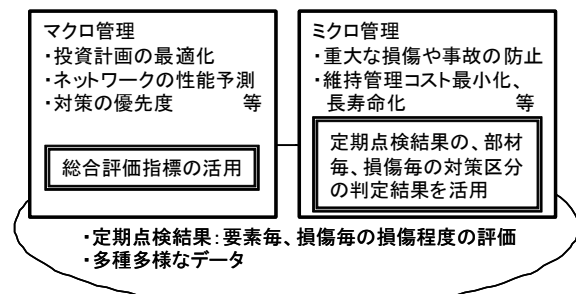 マクロ管理
・投資計画の最適化
・ネットワークの性能予測
・対策の優先度 等
総合評価指標の活用
ミクロ管理
・重大な損傷や事故の防止
・維持管理コスト最小化、
長寿命化 等
定期点検結果の、部材
毎、損傷毎の対策区分
の判定結果を活用
・定期点検結果：要素毎、損傷毎の損傷程度の評価
・多種多様なデータ